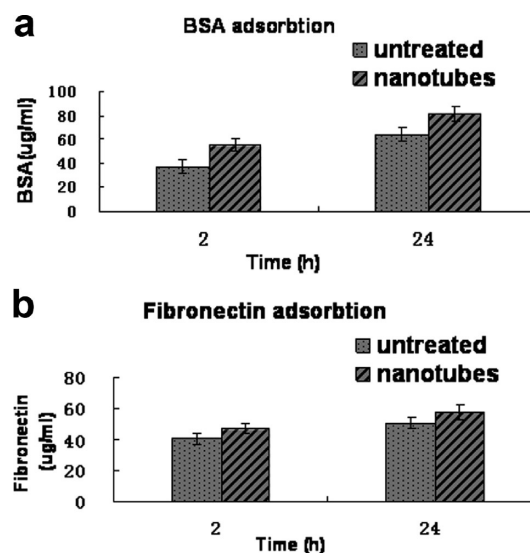 a
BSA adsorbtion
untreated
nanotubes
BSA(ug/ml)
100
80
60
40
20
0
2 24
Time (h)
b
Fibronectin adsorbtion
untreated
nanotubes
Fibronectin
(ug/ml)
80
60
40
20
0
2 24
Time (h)